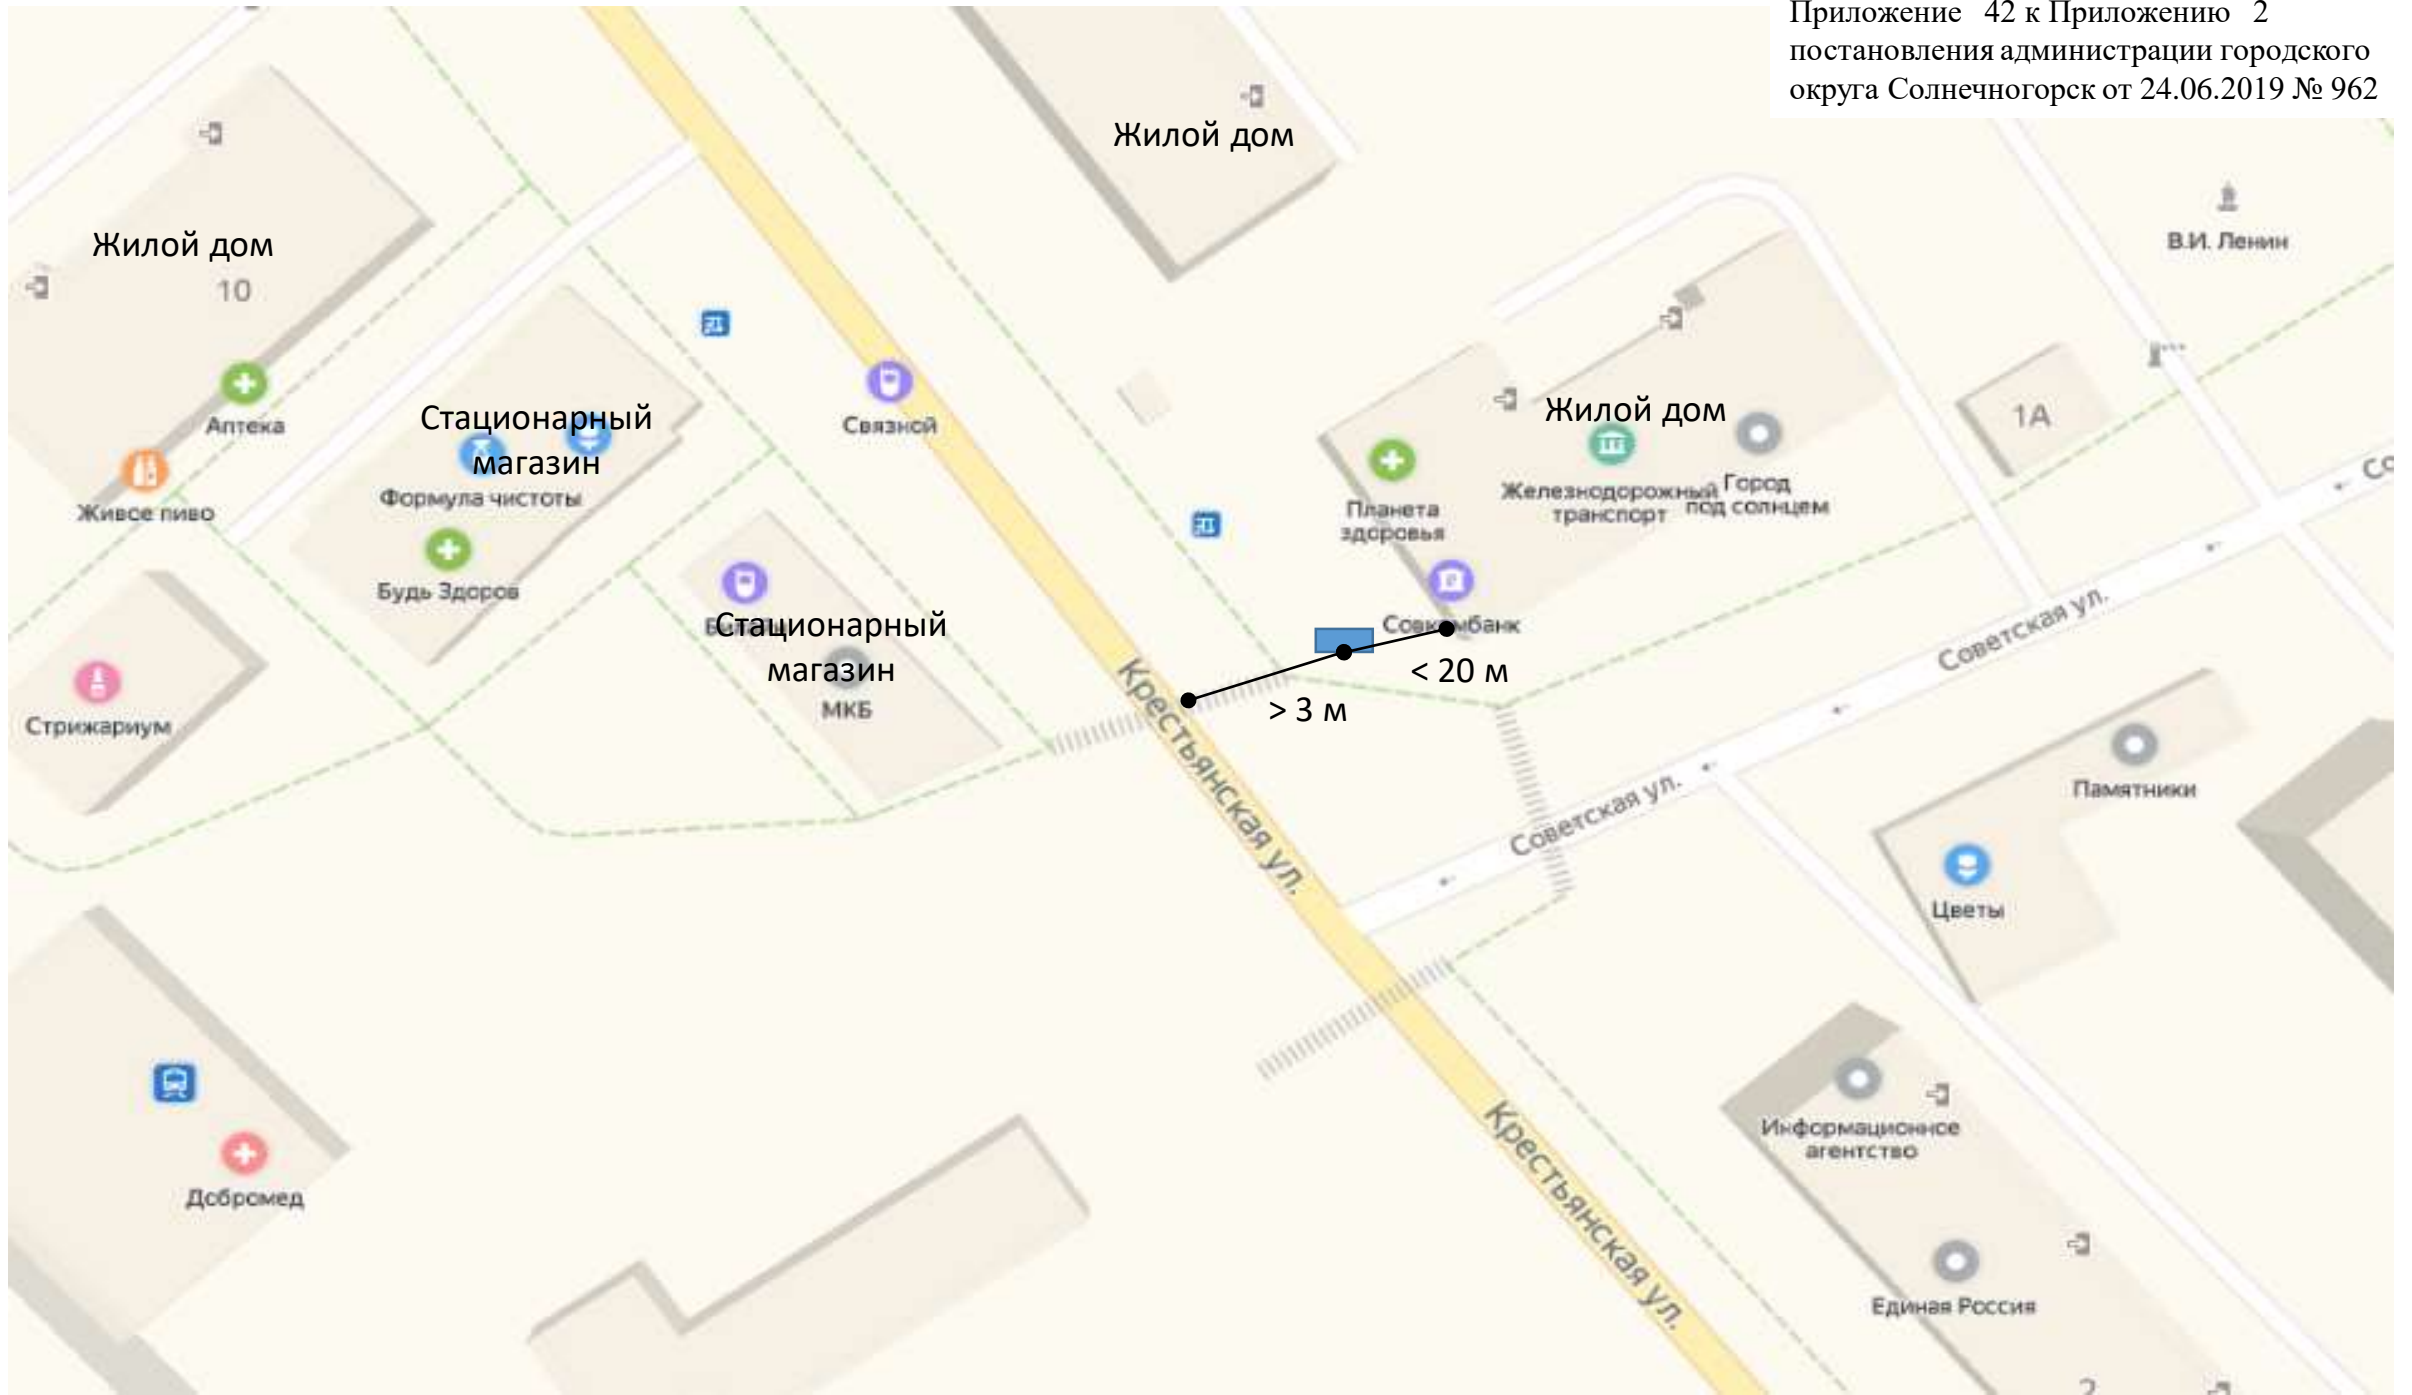 Приложение 42 к Приложению 2
постановления администрации городского
округа Солнечногорск от 24.06.2019 № 962
Жилой дом
В.И. Ленин
Жилой дом
10
Аптека
Живое пиво
Стационарный
магазин
Формула чистоты
Будь Здоров
Связной
Жилой дом
1А
Планета
здоровья
Железнодорожный
транспорт
Город
под солнцем
Совкомбанк
Стационарный
магазин
МКБ
Стрижариум
< 20 м
> 3 м
Крестьянская ул.
Советская ул.
Советская ул.
Со
Памятники
Цветы
Добромед
Крестьянская ул.
Информационное
агентство
Единая Россия
2